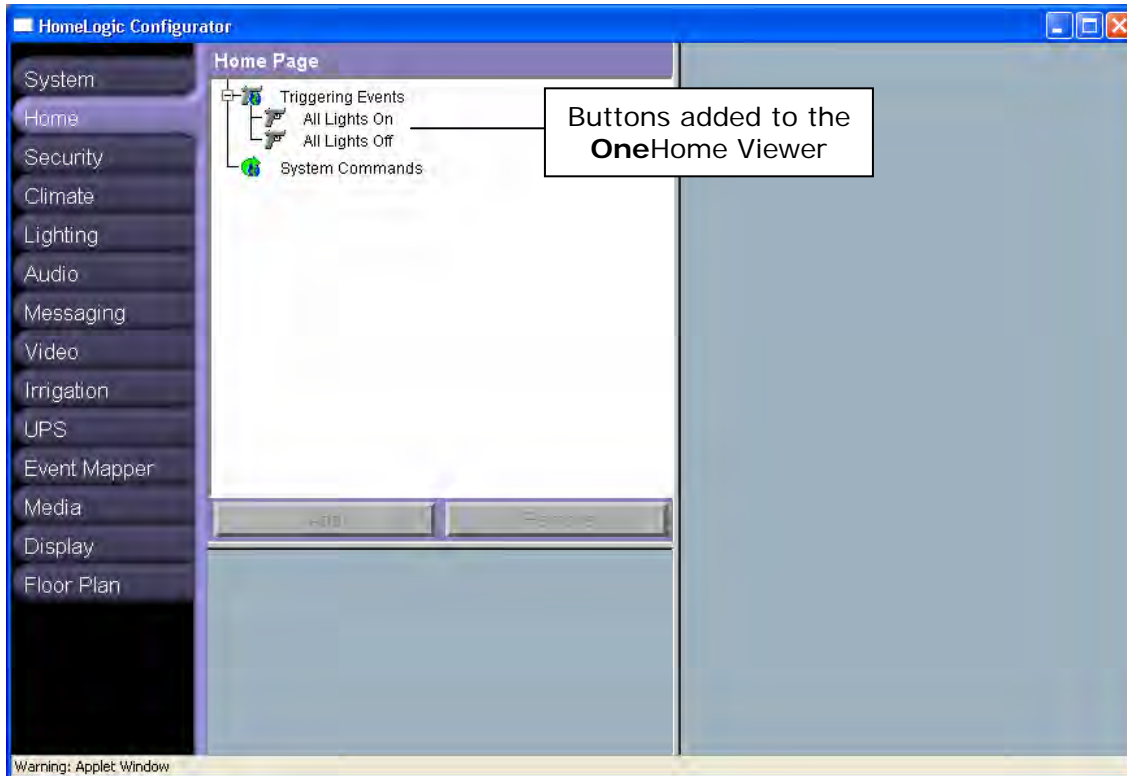 HomeLogic Configurator
System
Home
Security
Climate
Lighting
Audio
Messaging
Video
Irrigation
UPS
Event Mapper
Media
Display
Floor Plan
Home Page
Triggering Events
All Lights On
All Lights Off
System Commands
Buttons added to the
OneHome Viewer
Add
Remove
Warning: Applet Window